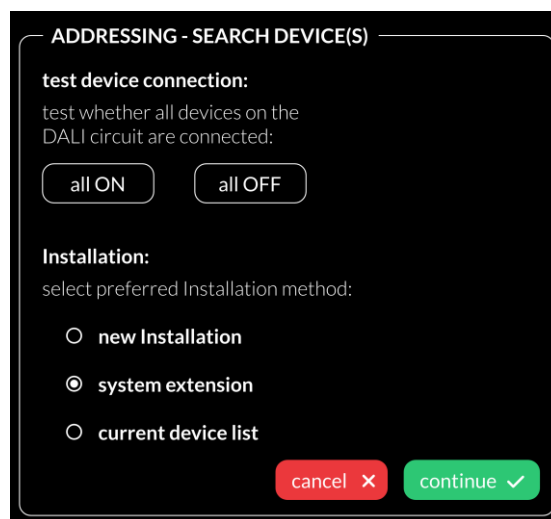 ADDRESSING - SEARCH DEVICE(S)
test device connection:
test whether all devices on the
DALI circuit are connected:
all ON
all OFF
Installation:
select preferred Installation method:
new Installation
system extension
current device list
cancel
continue